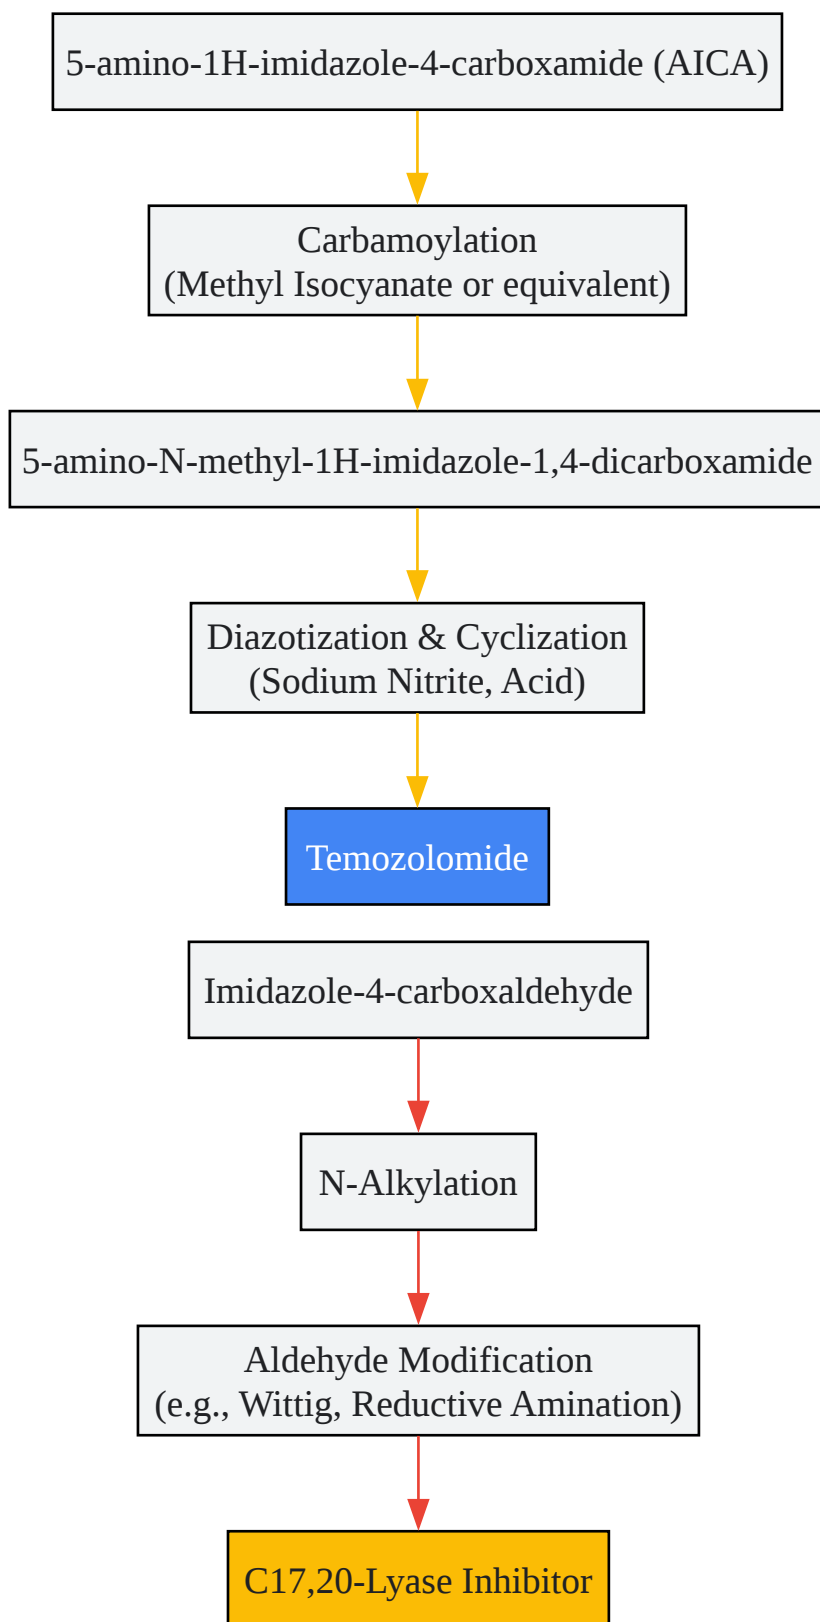 5-amino-1H-imidazole-4-carboxamide (AICA)
Carbamoylation
(Methyl Isocyanate or equivalent)
5-amino-N-methyl-1H-imidazole-1,4-dicarboxamide
Diazotization & Cyclization
(Sodium Nitrite, Acid)
Temozolomide
Imidazole-4-carboxaldehyde
N-Alkylation
Aldehyde Modification
(e.g., Wittig, Reductive Amination)
C17,20-Lyase Inhibitor